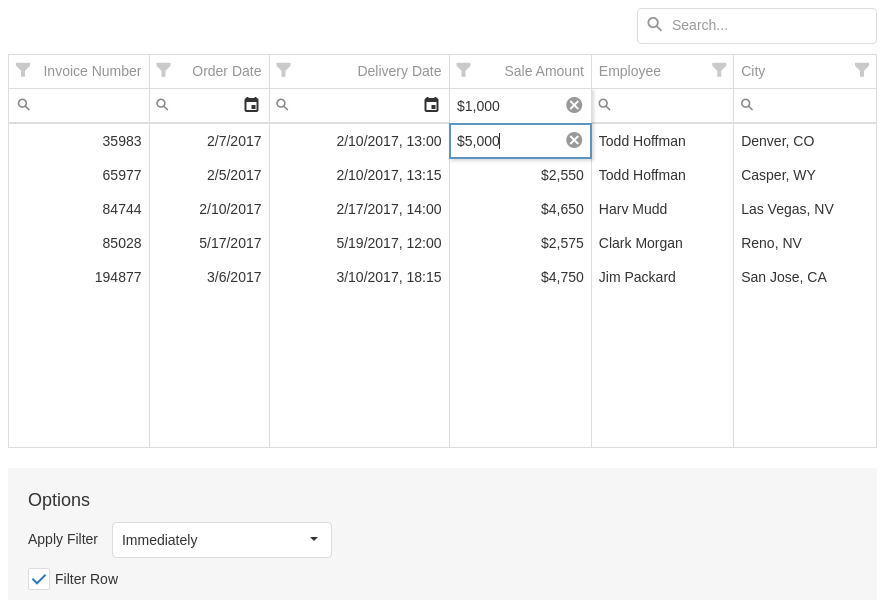 Search...
Invoice Number Order Date Delivery Date Sale Amount Employee City
$1,000
35983 2/7/2017 2/10/2017, 13:00 $5,000 Todd Hoffman Denver, CO
65977 2/5/2017 2/10/2017, 13:15 $2,550 Todd Hoffman Casper, WY
84744 2/10/2017 2/17/2017, 14:00 $4,650 Harv Mudd Las Vegas, NV
85028 5/17/2017 5/19/2017, 12:00 $2,575 Clark Morgan Reno, NV
194877 3/6/2017 3/10/2017, 18:15 $4,750 Jim Packard San Jose, CA
Options
Apply Filter Immediately
Filter Row